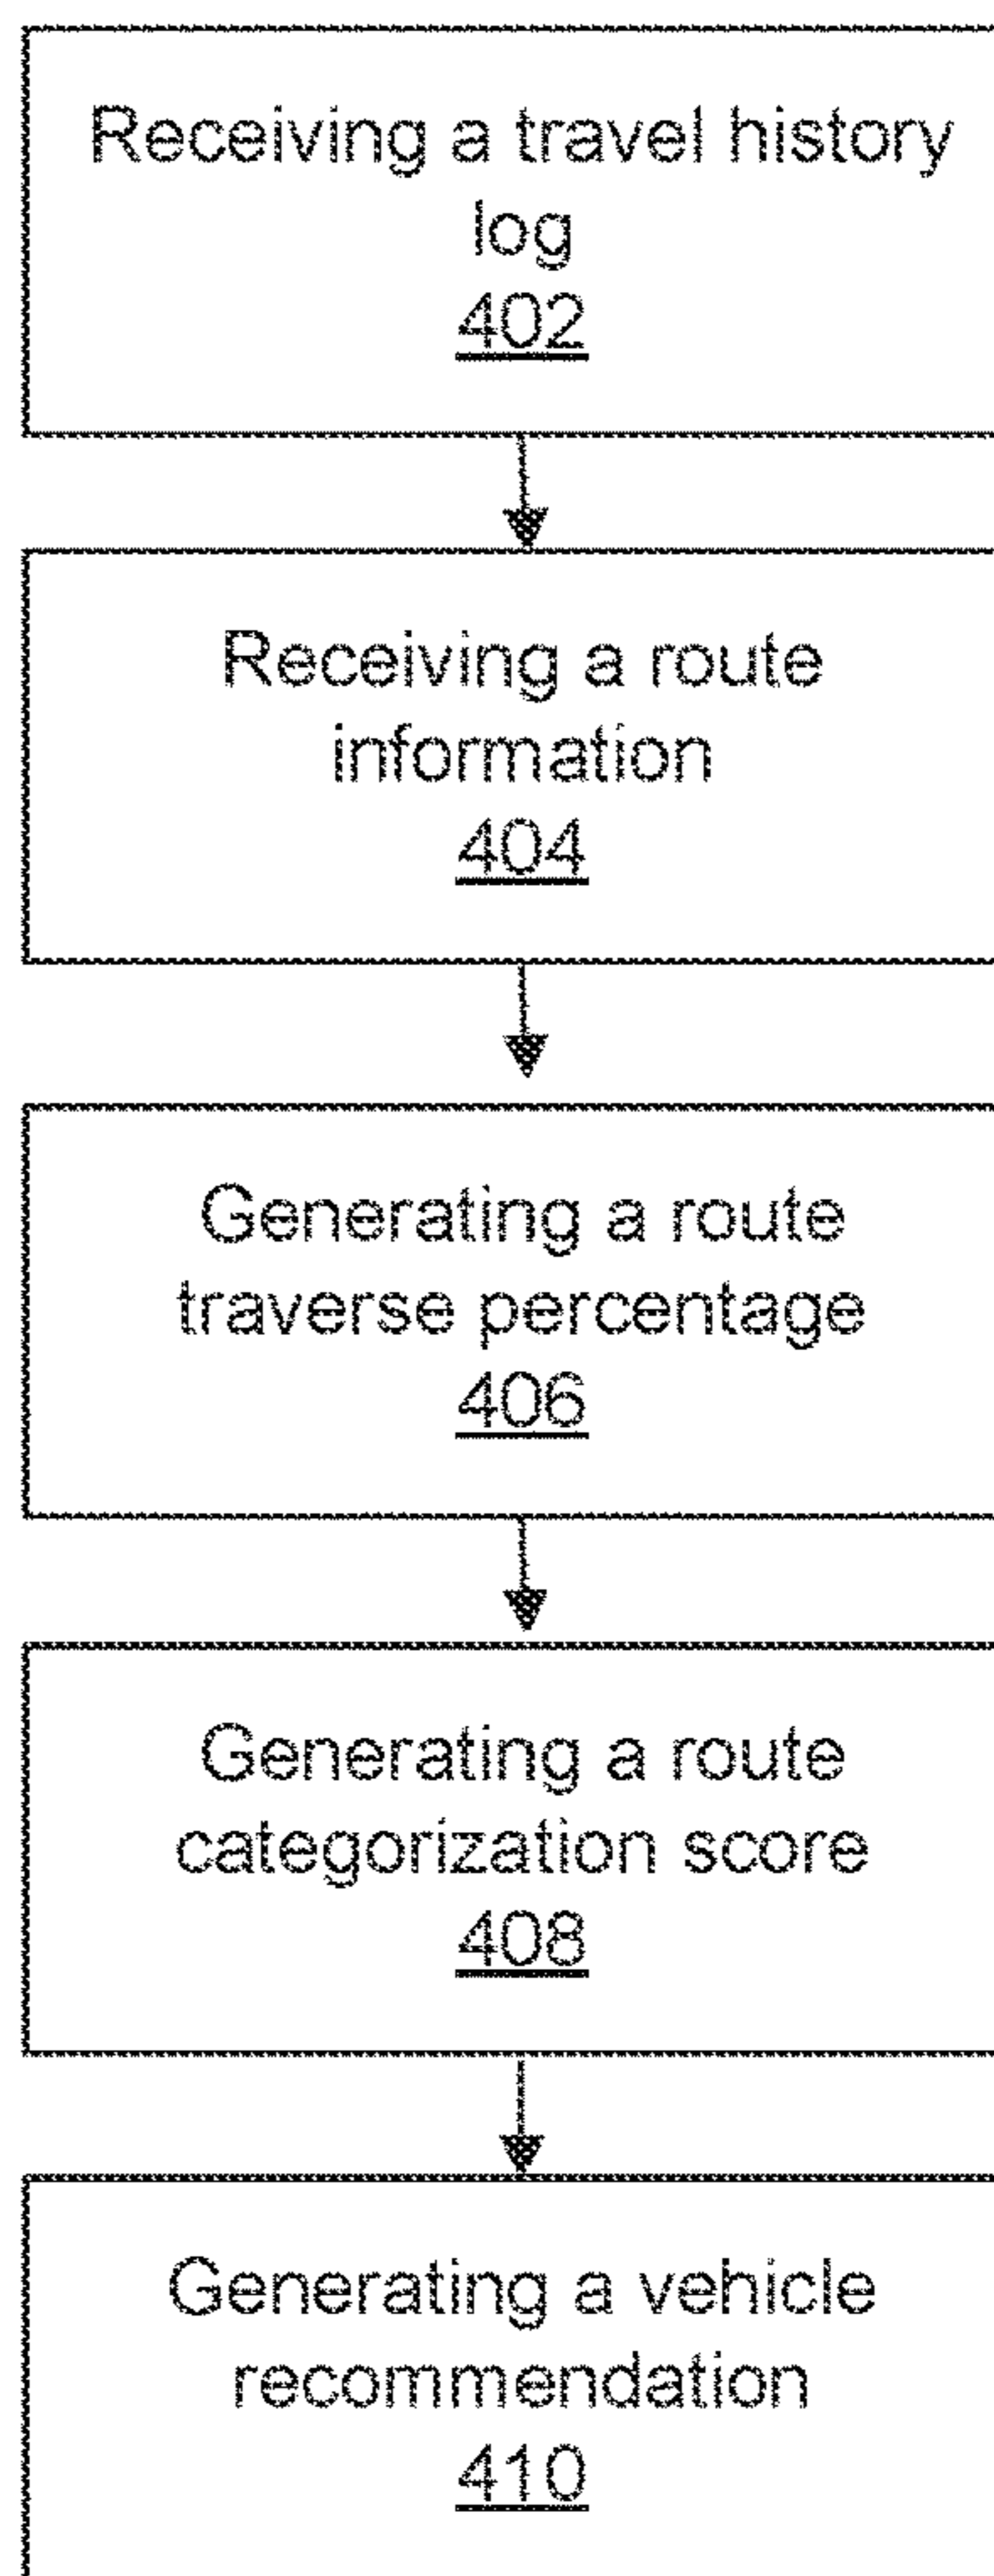 Receiving a travel history
log
402
Receiving a route
information
404
Generating a route
traverse percentage
406
Generating a route
categorization score
408
Generating a vehicle
recommendation
410